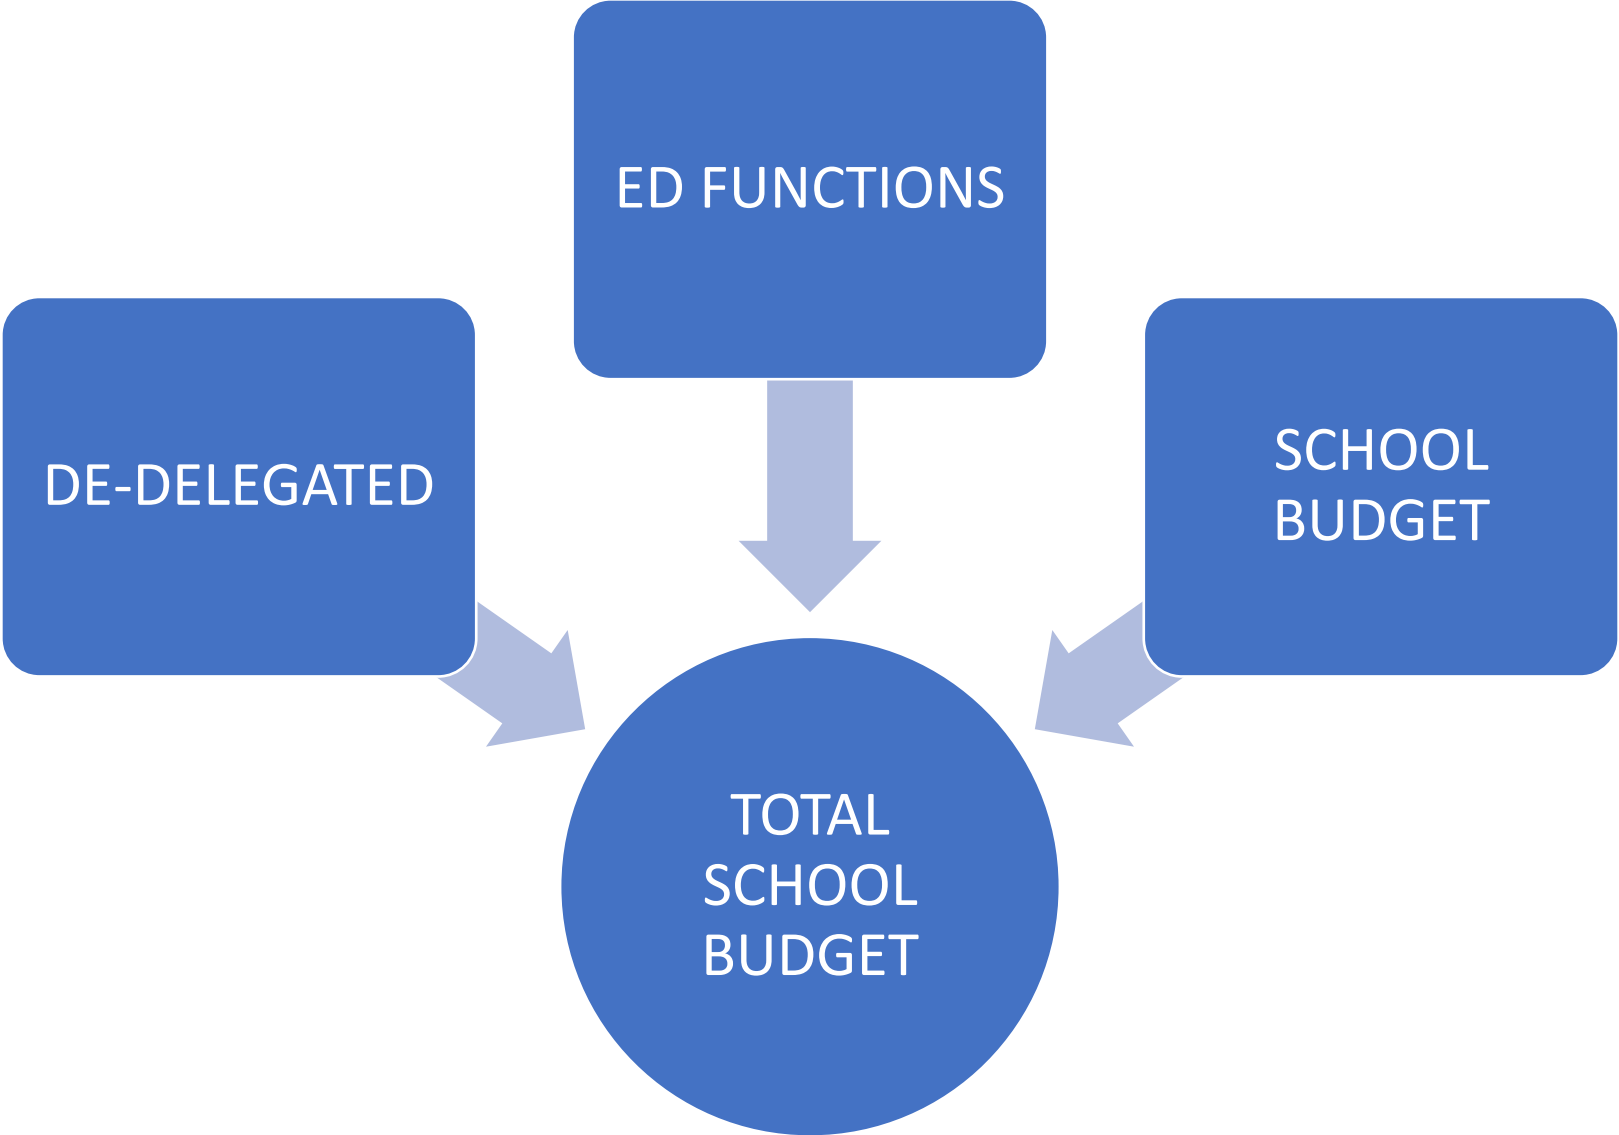 ED FUNCTIONS
DE-DELEGATED
SCHOOL
BUDGET
TOTAL
SCHOOL
BUDGET